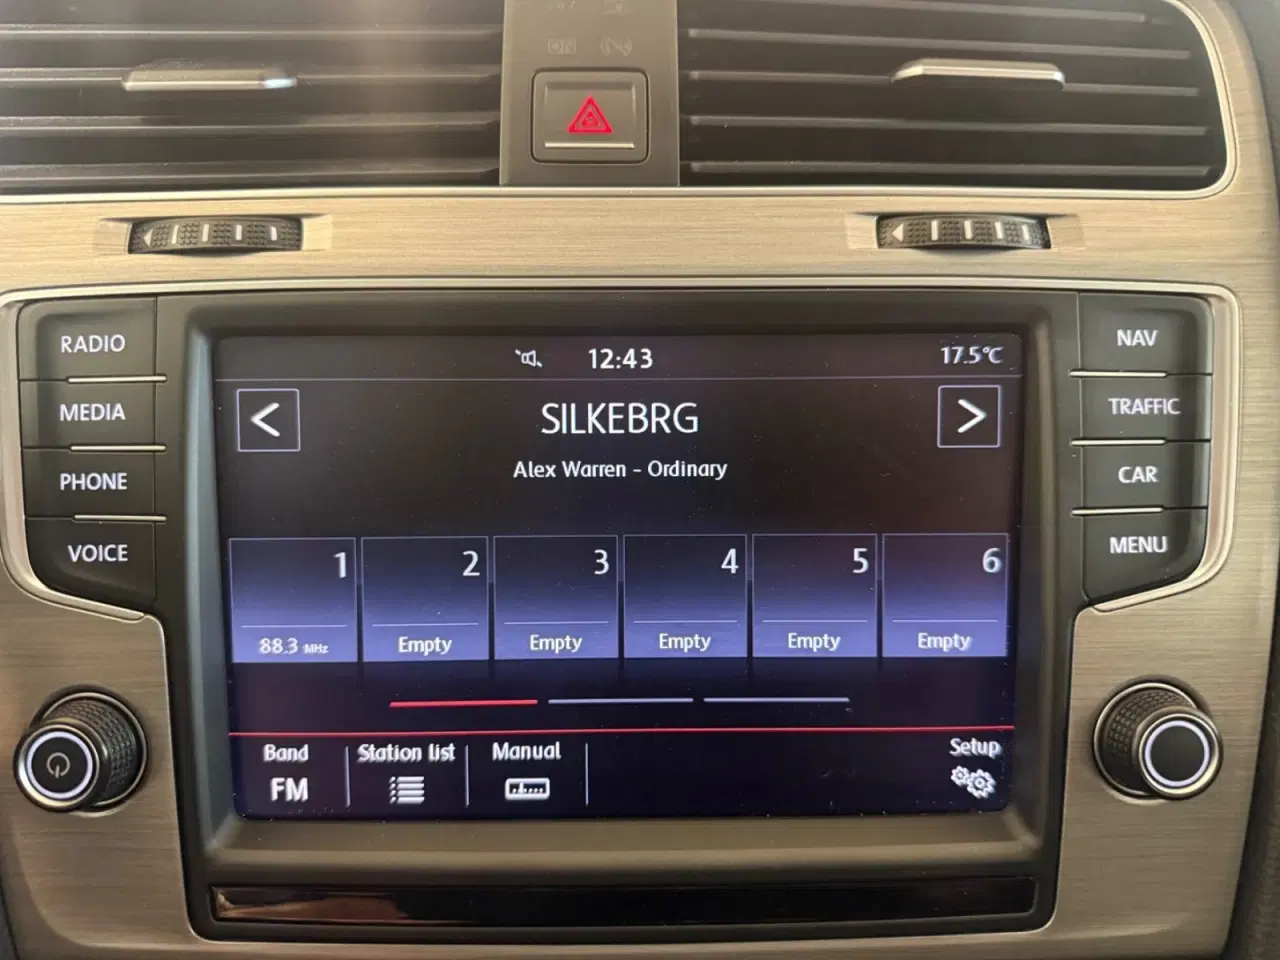 RADIO
MEDIA
PHONE
VOICE
12:43
17.5°C
<
SILKEBRG
>
Alex Warren - Ordinary
1
2
3
4
5
6
88.3 MHz
Empty
Empty
Empty
Empty
Empty
Band
FM
Station list
Manual
Setup
NAV
TRAFFIC
CAR
MENU